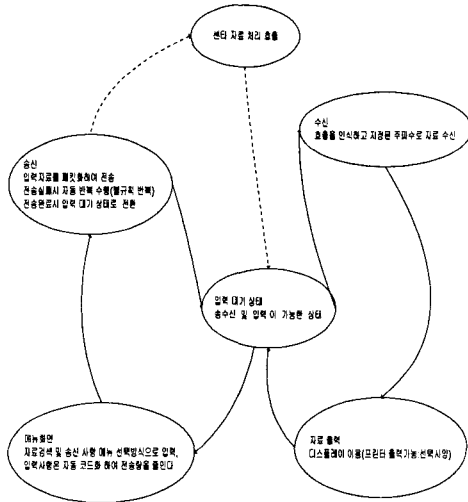 센타 자료 처리 호출
수신
호출을 인식하고 지정된 주파수로 자료 수신
송신
입력자료를 패킷화하여 전송
전송실패시 자동 반복 수행(불규칙 반복)
전송완료시 입력 대기 상태로 전환
입력 대기 상태
송수신 및 입력 이 가능한 상태
메뉴화면
자료검색 및 송신 사항 메뉴 선택방식으로 입력,
입력사항은 자동 코드화 하여 전송량을 줄인다
자료 출력
디스플레이 이용(프린터 출력가능:선택사양)